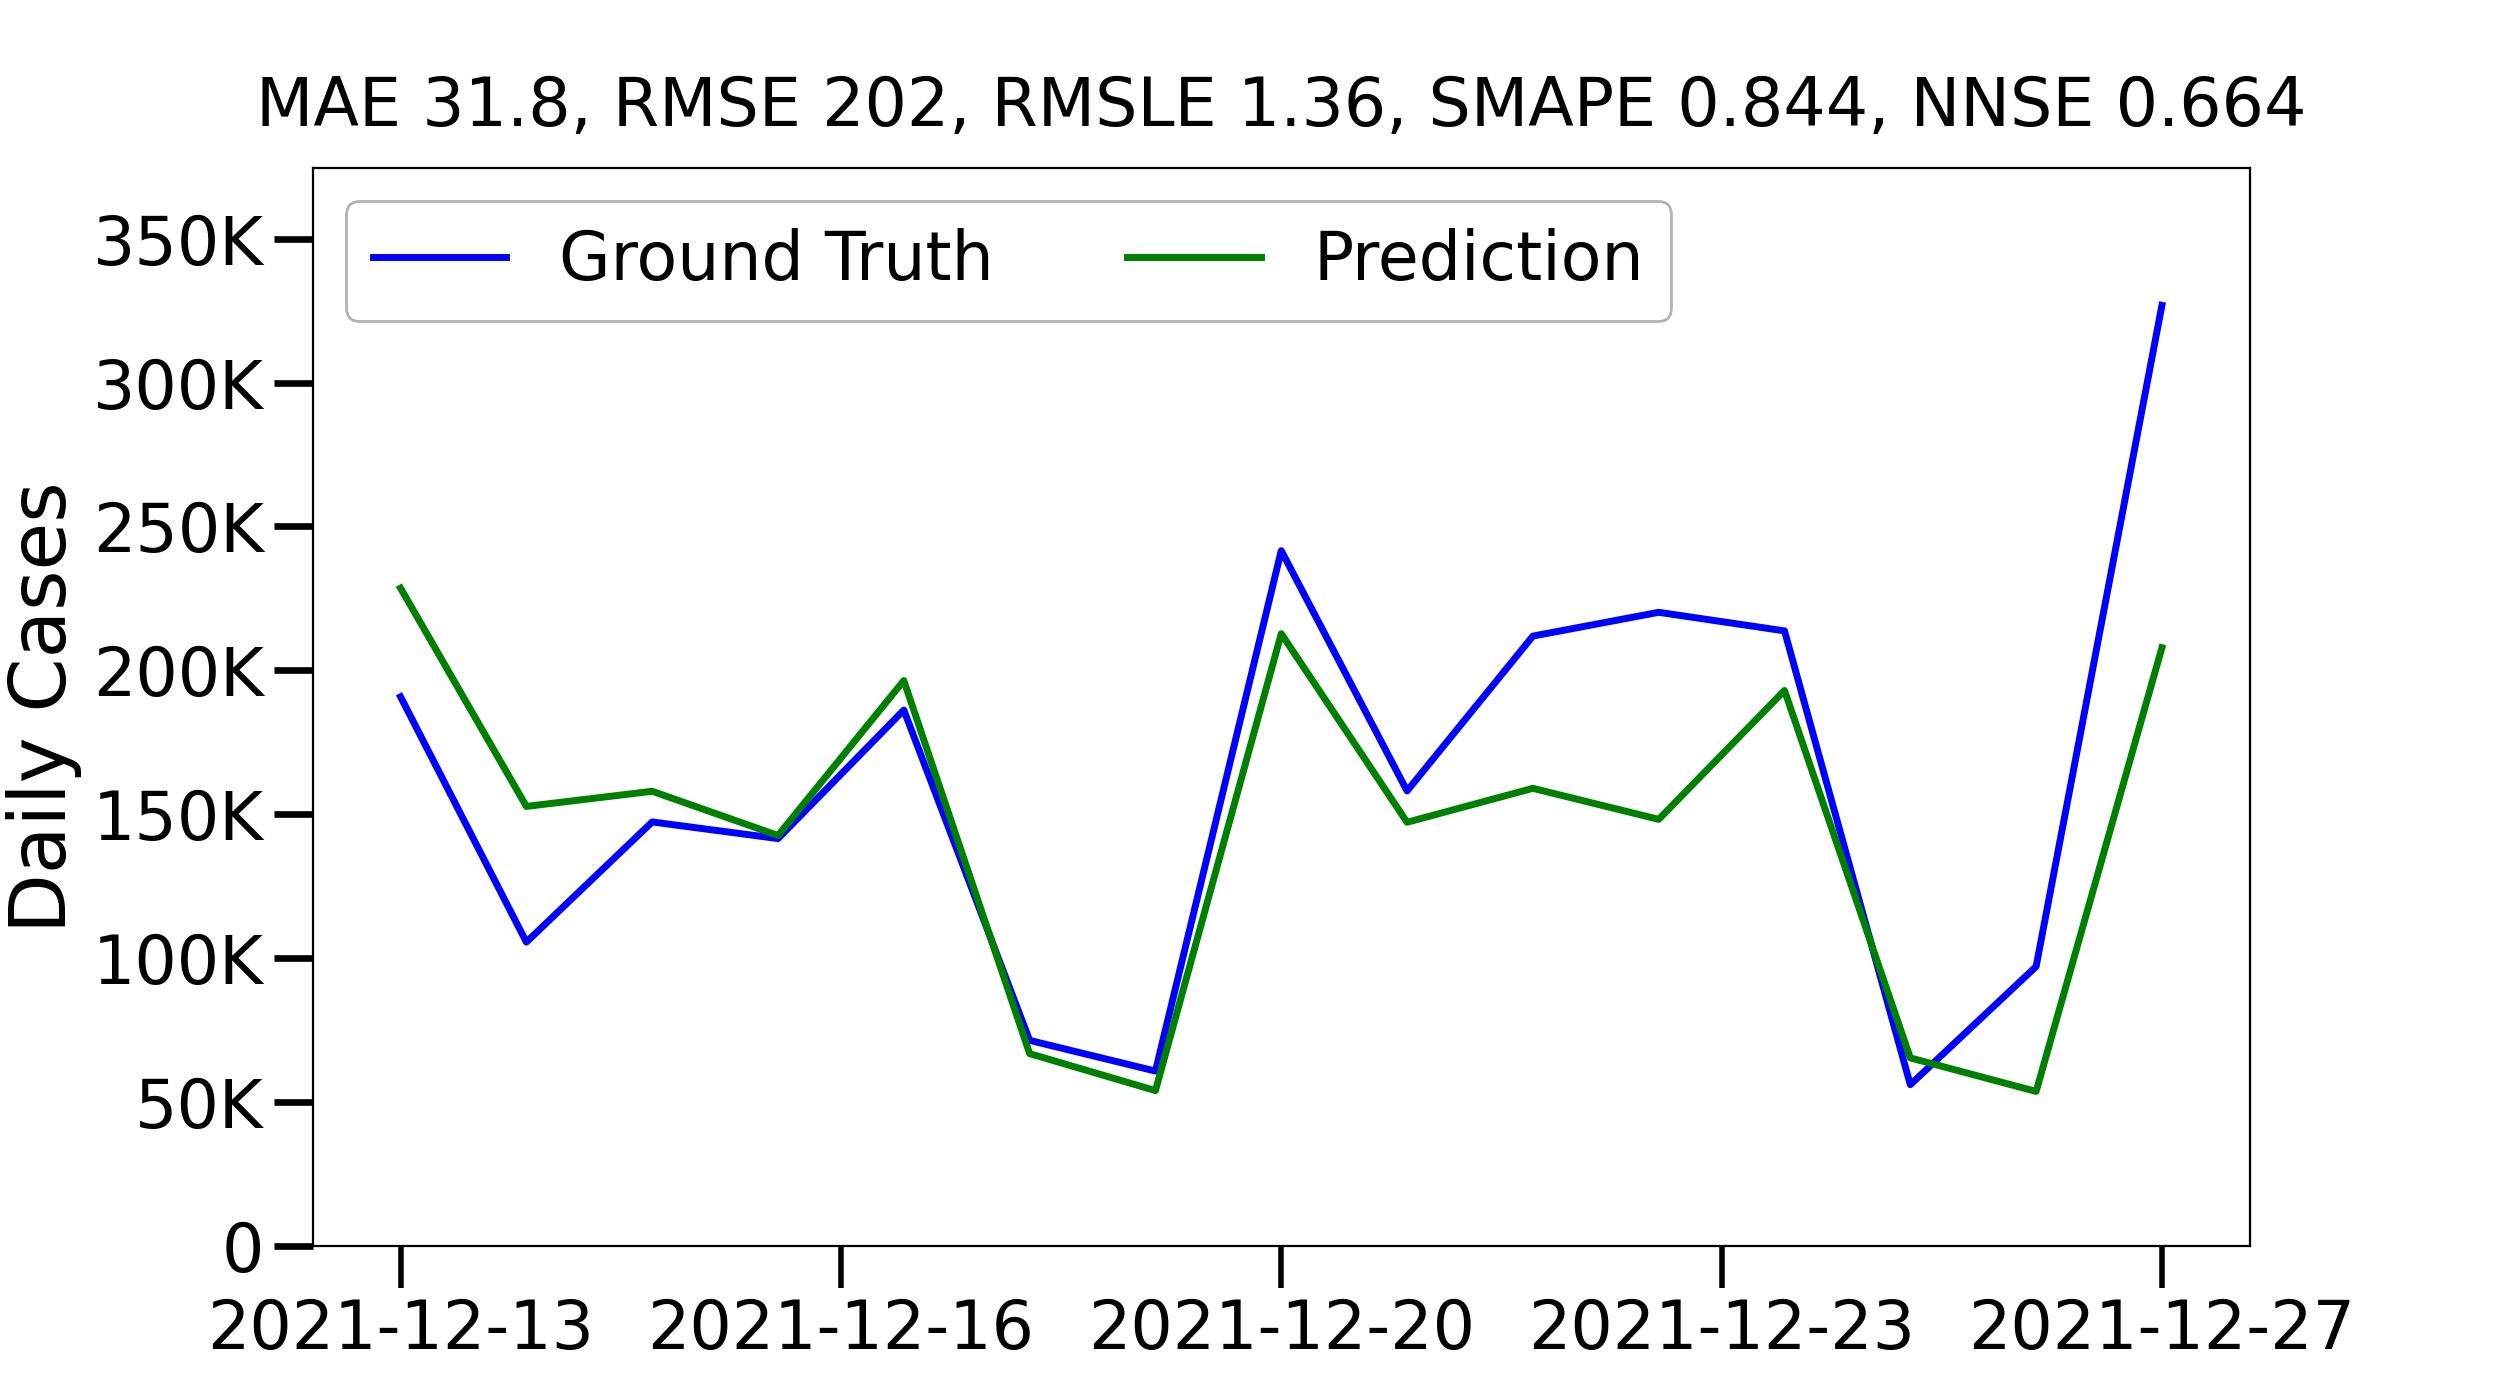 MAE 31.8, RMSE 202, RMSLE 1.36, SMAPE 0.844, NNSE 0.664
Ground Truth Prediction
Daily Cases
350K
300K
250K
200K
150K
100K
50K
0
2021-12-13 2021-12-16 2021-12-20 2021-12-23 2021-12-27